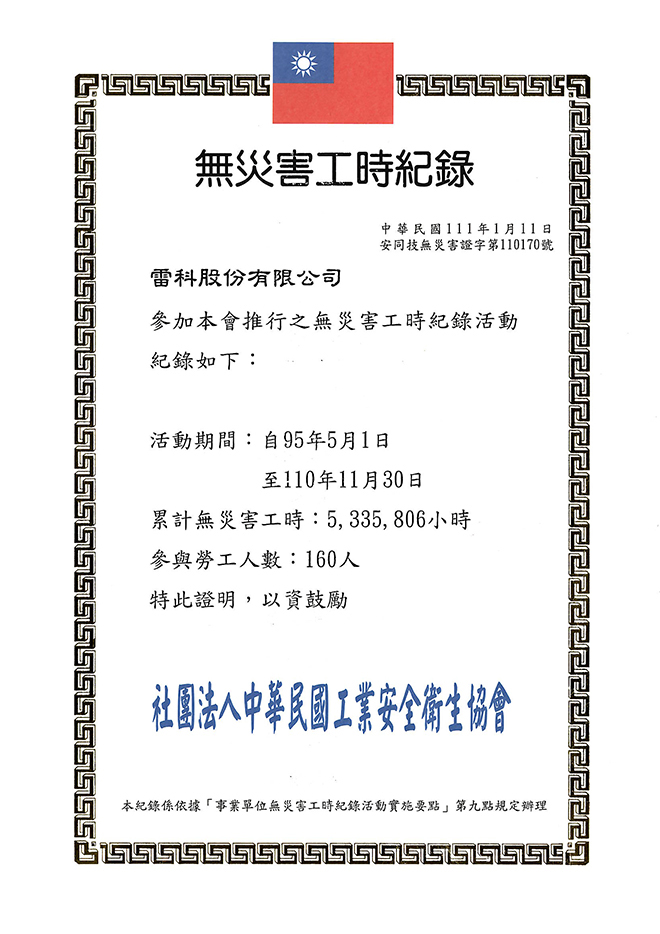 無災害工時紀錄
中華民國111年1月11日
安同技無災害證字第110170號
雷科股份有限公司
參加本會推行之無災害工時紀錄活動
紀錄如下：
活動期間：自95年5月1日
至110年11月30日
累計無災害工時：5,335,806小時
參與勞工人數：160人
特此證明，以資鼓勵
社團法人中華民國工業安全衛生協會
本紀錄係依據「事業單位無災害工時紀錄活動實施要點」第九點規定辦理